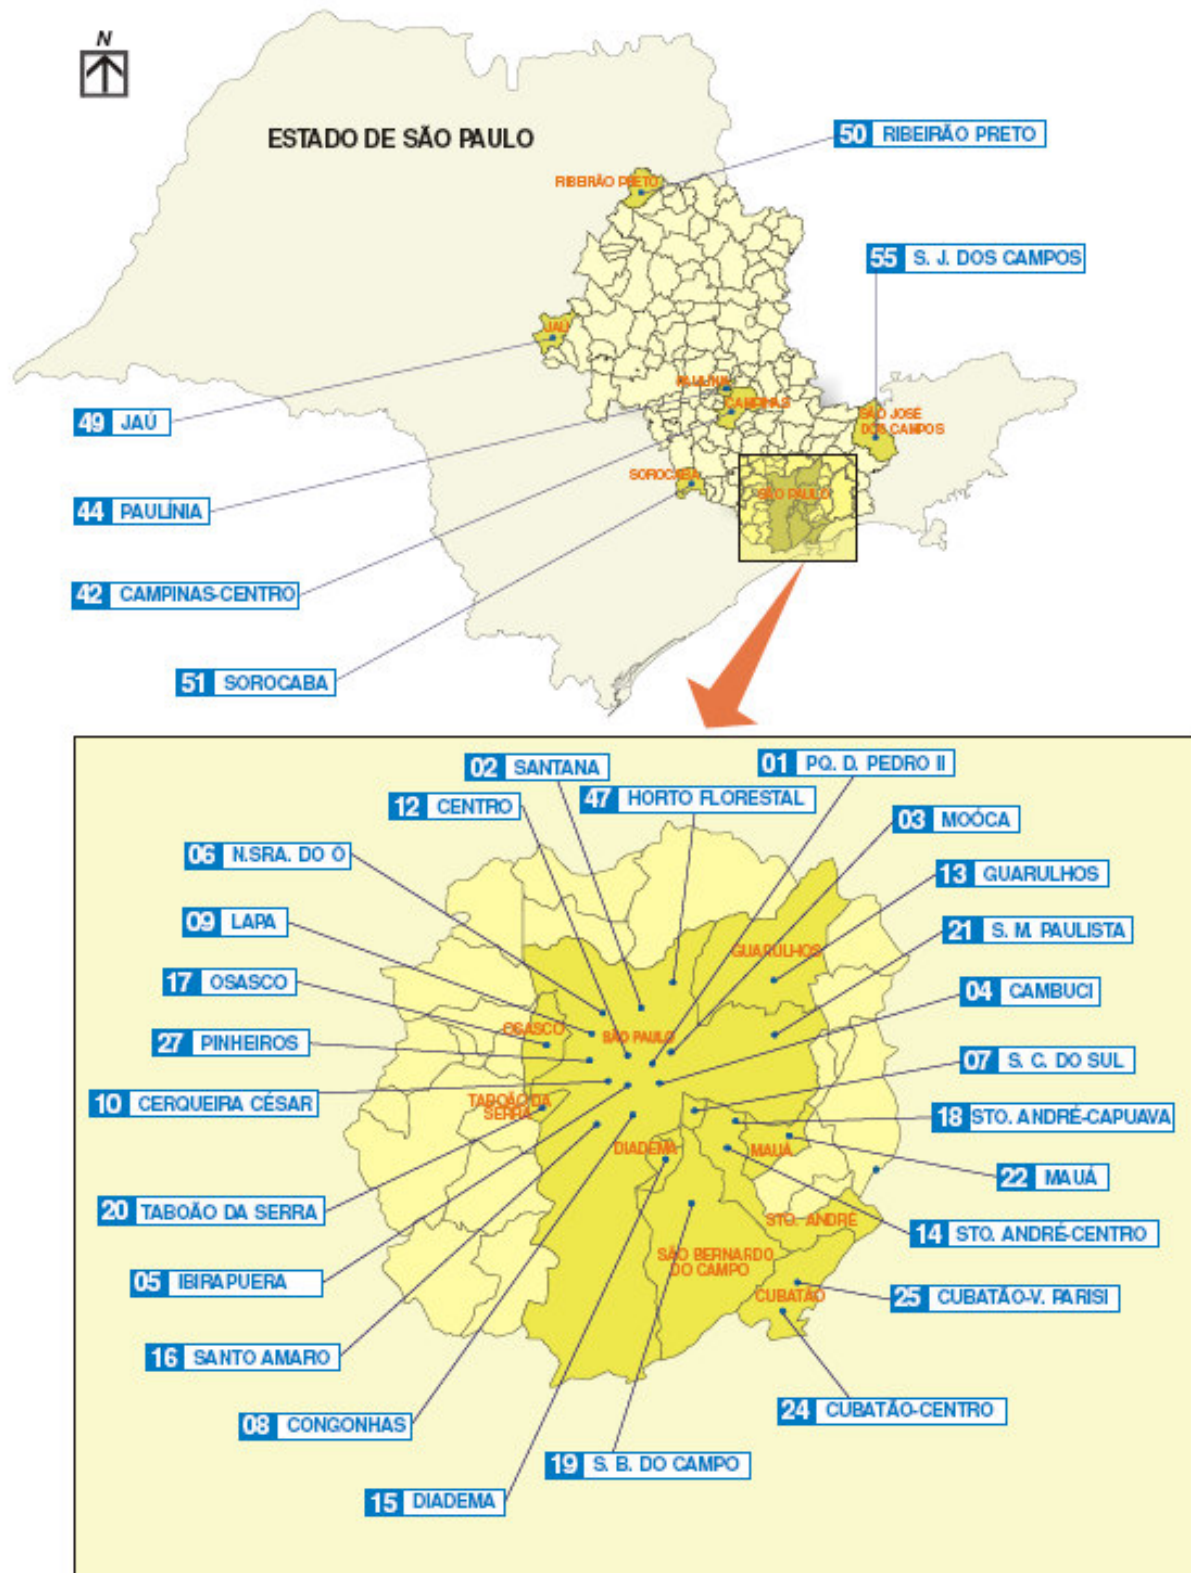 N
ESTADO DE SÃO PAULO
50 RIBEIRÃO PRETO
RIBEIRÃO PRETO
55 S. J. DOS CAMPOS
JAÚ
PAULÍNIA
CAMPINAS
SÃO JOSÉ
DOS CAMPOS
49 JAÚ
SOROCABA
SÃO PAULO
44 PAULÍNIA
42 CAMPINAS-CENTRO
51 SOROCABA
02 SANTANA
01 PQ. D. PEDRO II
12 CENTRO
47 HORTO FLORESTAL
03 MOÓCA
06 N.SRA. DO Ó
13 GUARULHOS
09 LAPA
21 S. M. PAULISTA
GUARULHOS
17 OSASCO
04 CAMBUCI
OSASCO
SÃO PAULO
27 PINHEIROS
07 S. C. DO SUL
10 CERQUEIRA CÉSAR
TABOÃO DA
SERRA
18 STO. ANDRÉ-CAPUAVA
DIADEMA
MAUÁ
22 MAUÁ
20 TABOÃO DA SERRA
STO. ANDRÉ
14 STO. ANDRÉ-CENTRO
SÃO BERNARDO
DO CAMPO
05 IBIRAPUERA
CUBATÃO
25 CUBATÃO-V. PARISI
16 SANTO AMARO
24 CUBATÃO-CENTRO
08 CONGONHAS
19 S. B. DO CAMPO
15 DIADEMA